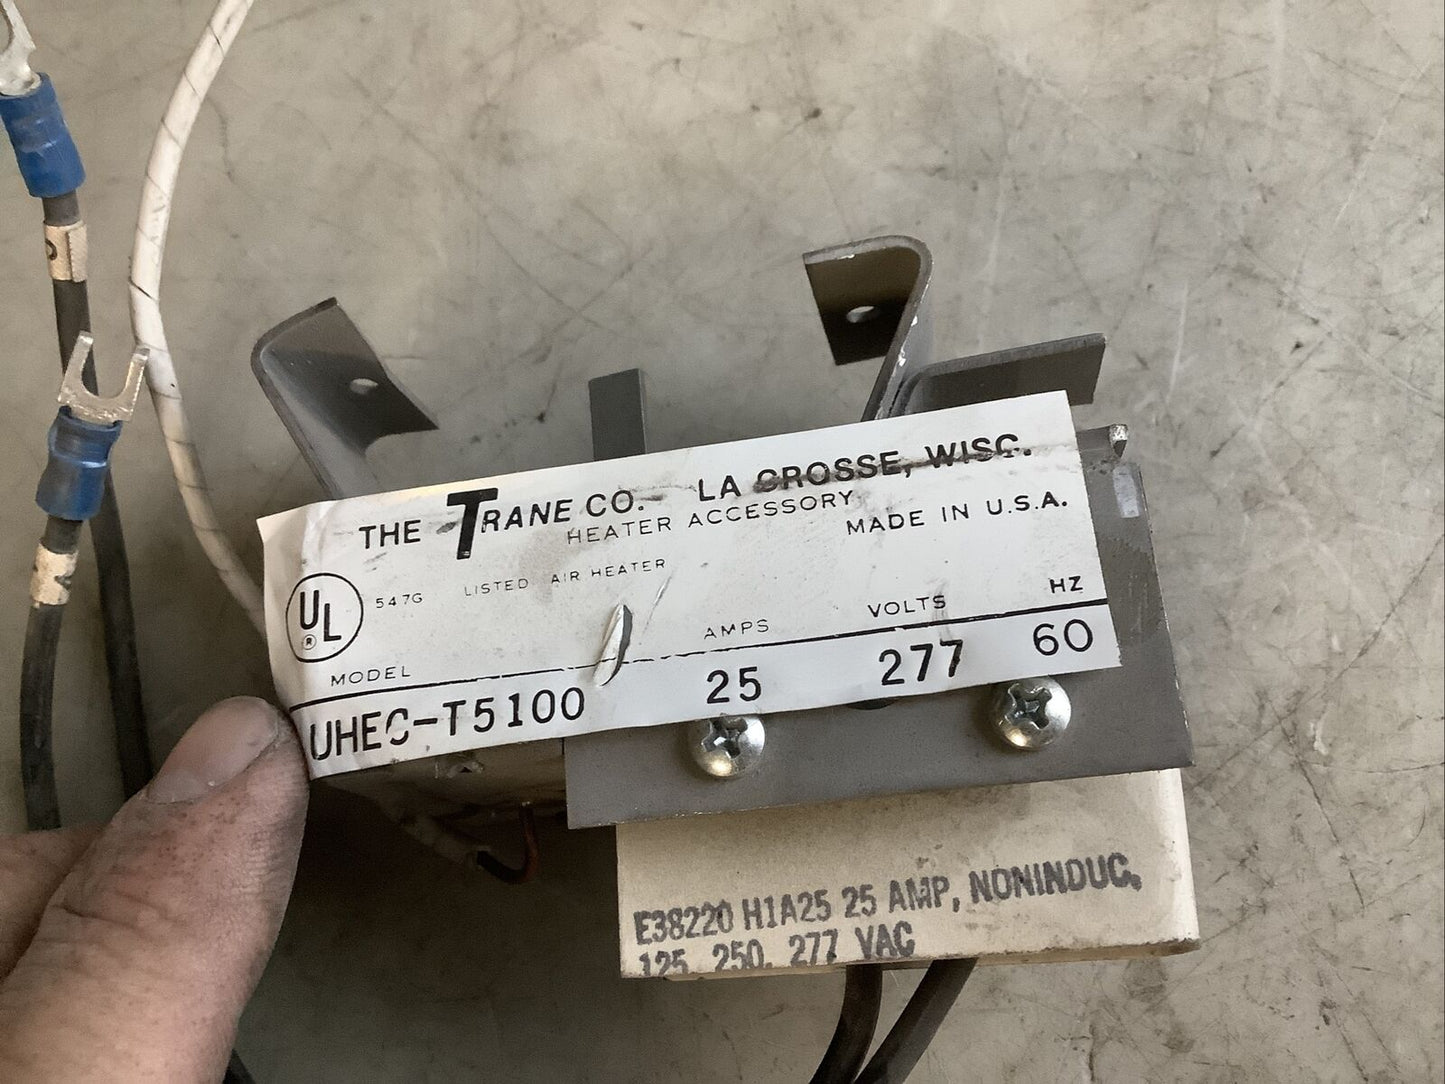 THE TRANE CO. LA CROSSE, WISC.
HEATER ACCESSORY
MADE IN U.S.A.
UL
®
547G LISTED AIR HEATER
MODEL AMPS VOLTS HZ
UHEC-T5100 25 277 60
E38220 H1A25 25 AMP, NONINDUC,
125, 250, 277 VAC